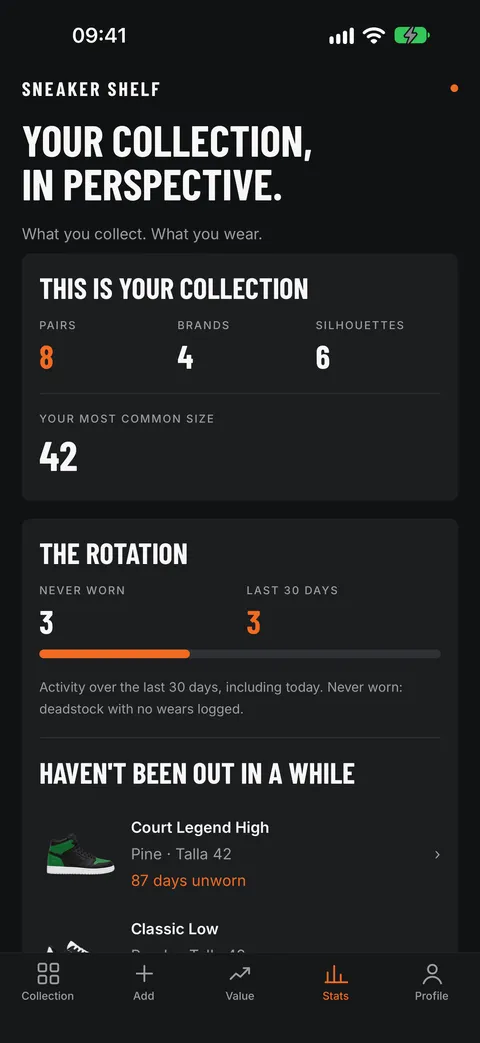 09:41
SNEAKER SHELF
YOUR COLLECTION,
IN PERSPECTIVE.
What you collect. What you wear.
THIS IS YOUR COLLECTION
PAIRS BRANDS SILHOUETTES
8 4 6
YOUR MOST COMMON SIZE
42
THE ROTATION
NEVER WORN LAST 30 DAYS
3 3
Activity over the last 30 days, including today. Never worn:
deadstock with no wears logged.
HAVEN'T BEEN OUT IN A WHILE
Court Legend High
Pine · Talla 42
87 days unworn
Classic Low
Collection Add Value Stats Profile